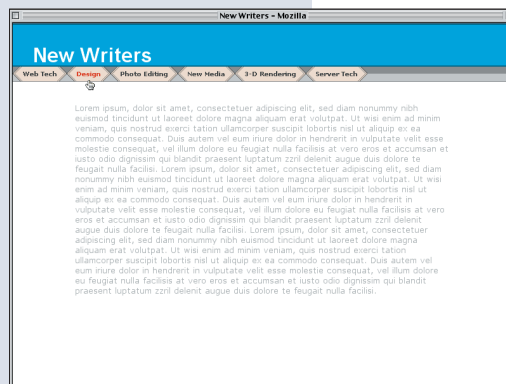 New Writers – Mozilla
New Writers
Web Tech Design Photo Editing New Media 3-D Rendering Server Tech
Lorem ipsum, dolor sit amet, consectetuer adipiscing elit, sed diam nonummy nibh
euismod tincidunt ut laoreet dolore magna aliquam erat volutpat. Ut wisi enim ad minim
veniam, quis nostrud exerci tation ullamcorper suscipit lobortis nisl ut aliquip ex ea
commodo consequat. Duis autem vel eum iriure dolor in hendrerit in vulputate velit esse
molestie consequat, vel illum dolore eu feugiat nulla facilisis at vero eros et accumsan et
iusto odio dignissim qui blandit praesent luptatum zzril delenit augue duis dolore te
feugait nulla facilisi. Lorem ipsum, dolor sit amet, consectetuer adipiscing elit, sed diam
nonummy nibh euismod tincidunt ut laoreet dolore magna aliquam erat volutpat. Ut wisi
enim ad minim veniam, quis nostrud exerci tation ullamcorper suscipit lobortis nisl ut
aliquip ex ea commodo consequat. Duis autem vel eum iriure dolor in hendrerit in
vulputate velit esse molestie consequat, vel illum dolore eu feugiat nulla facilisis at vero
eros et accumsan et iusto odio dignissim qui blandit praesent luptatum zzril delenit
augue duis dolore te feugait nulla facilisi. Lorem ipsum, dolor sit amet, consectetuer
adipiscing elit, sed diam nonummy nibh euismod tincidunt ut laoreet dolore magna
aliquam erat volutpat. Ut wisi enim ad minim veniam, quis nostrud exerci tation
ullamcorper suscipit lobortis nisl ut aliquip ex ea commodo consequat. Duis autem vel
eum iriure dolor in hendrerit in vulputate velit esse molestie consequat, vel illum dolore
eu feugiat nulla facilisis at vero eros et accumsan et iusto odio dignissim qui blandit
praesent luptatum zzril delenit augue duis dolore te feugait nulla facilisi.